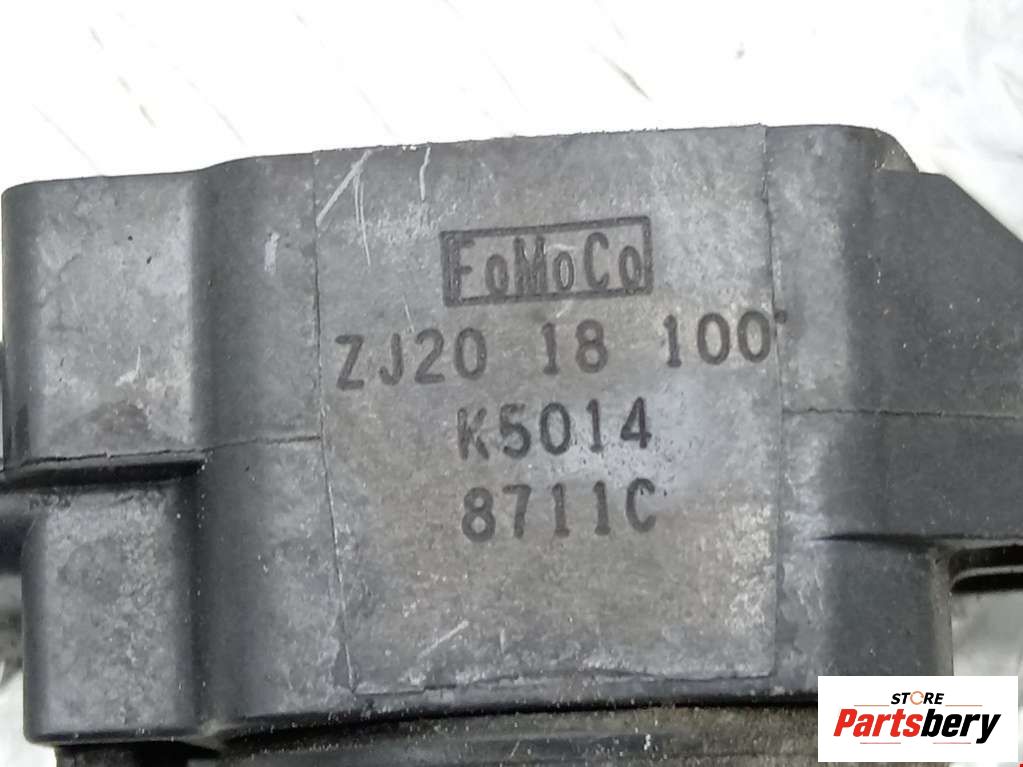 FoMoCo
ZJ20 18 100
K5014
8711C
STORE
Partsbery